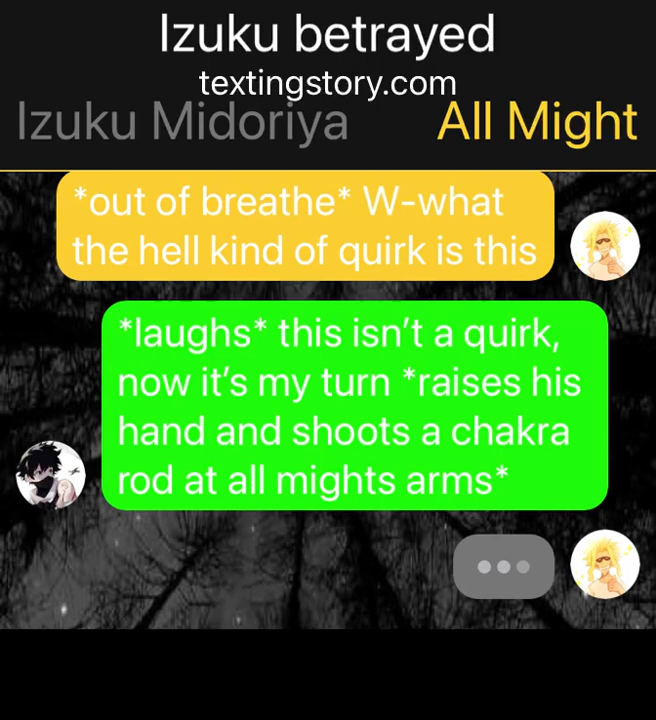 Izuku betrayed
textingstory.com
Izuku Midoriya All Might
*out of breathe* W-what
the hell kind of quirk is this
*laughs* this isn't a quirk,
now it's my turn *raises his
hand and shoots a chakra
rod at all mights arms*